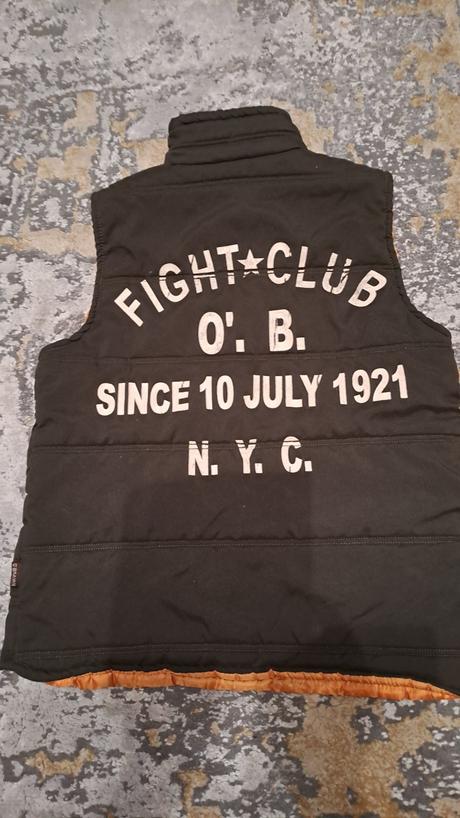 FIGHT★CLUB
O'. B.
SINCE 10 JULY 1921
N. Y. C.